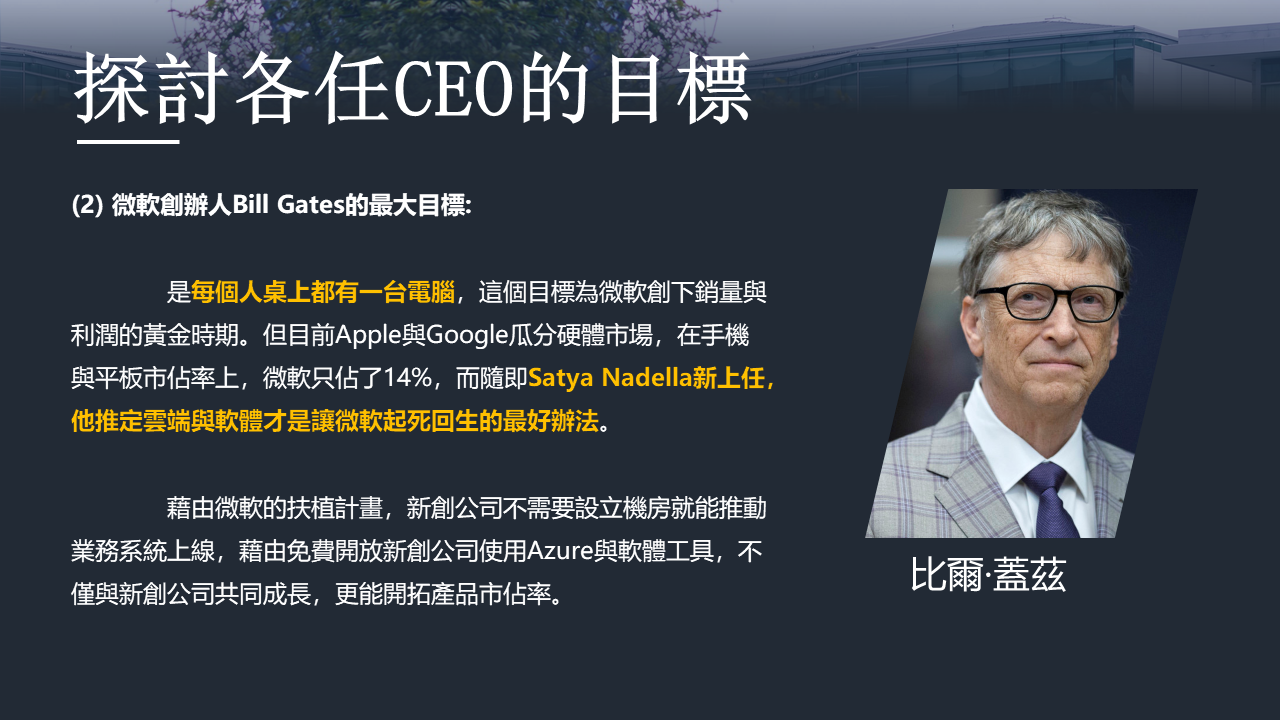 探討各任CEO的目標
(2) 微軟創辦人Bill Gates的最大目標:
是每個人桌上都有一台電腦，這個目標為微軟創下銷量與
利潤的黃金時期。但目前Apple與Google瓜分硬體市場，在手機
與平板市佔率上，微軟只佔了14%，而隨即Satya Nadella新上任，
他推定雲端與軟體才是讓微軟起死回生的最好辦法。
藉由微軟的扶植計畫，新創公司不需要設立機房就能推動
業務系統上線，藉由免費開放新創公司使用Azure與軟體工具，不
僅與新創公司共同成長，更能開拓產品市佔率。
比爾·蓋茲